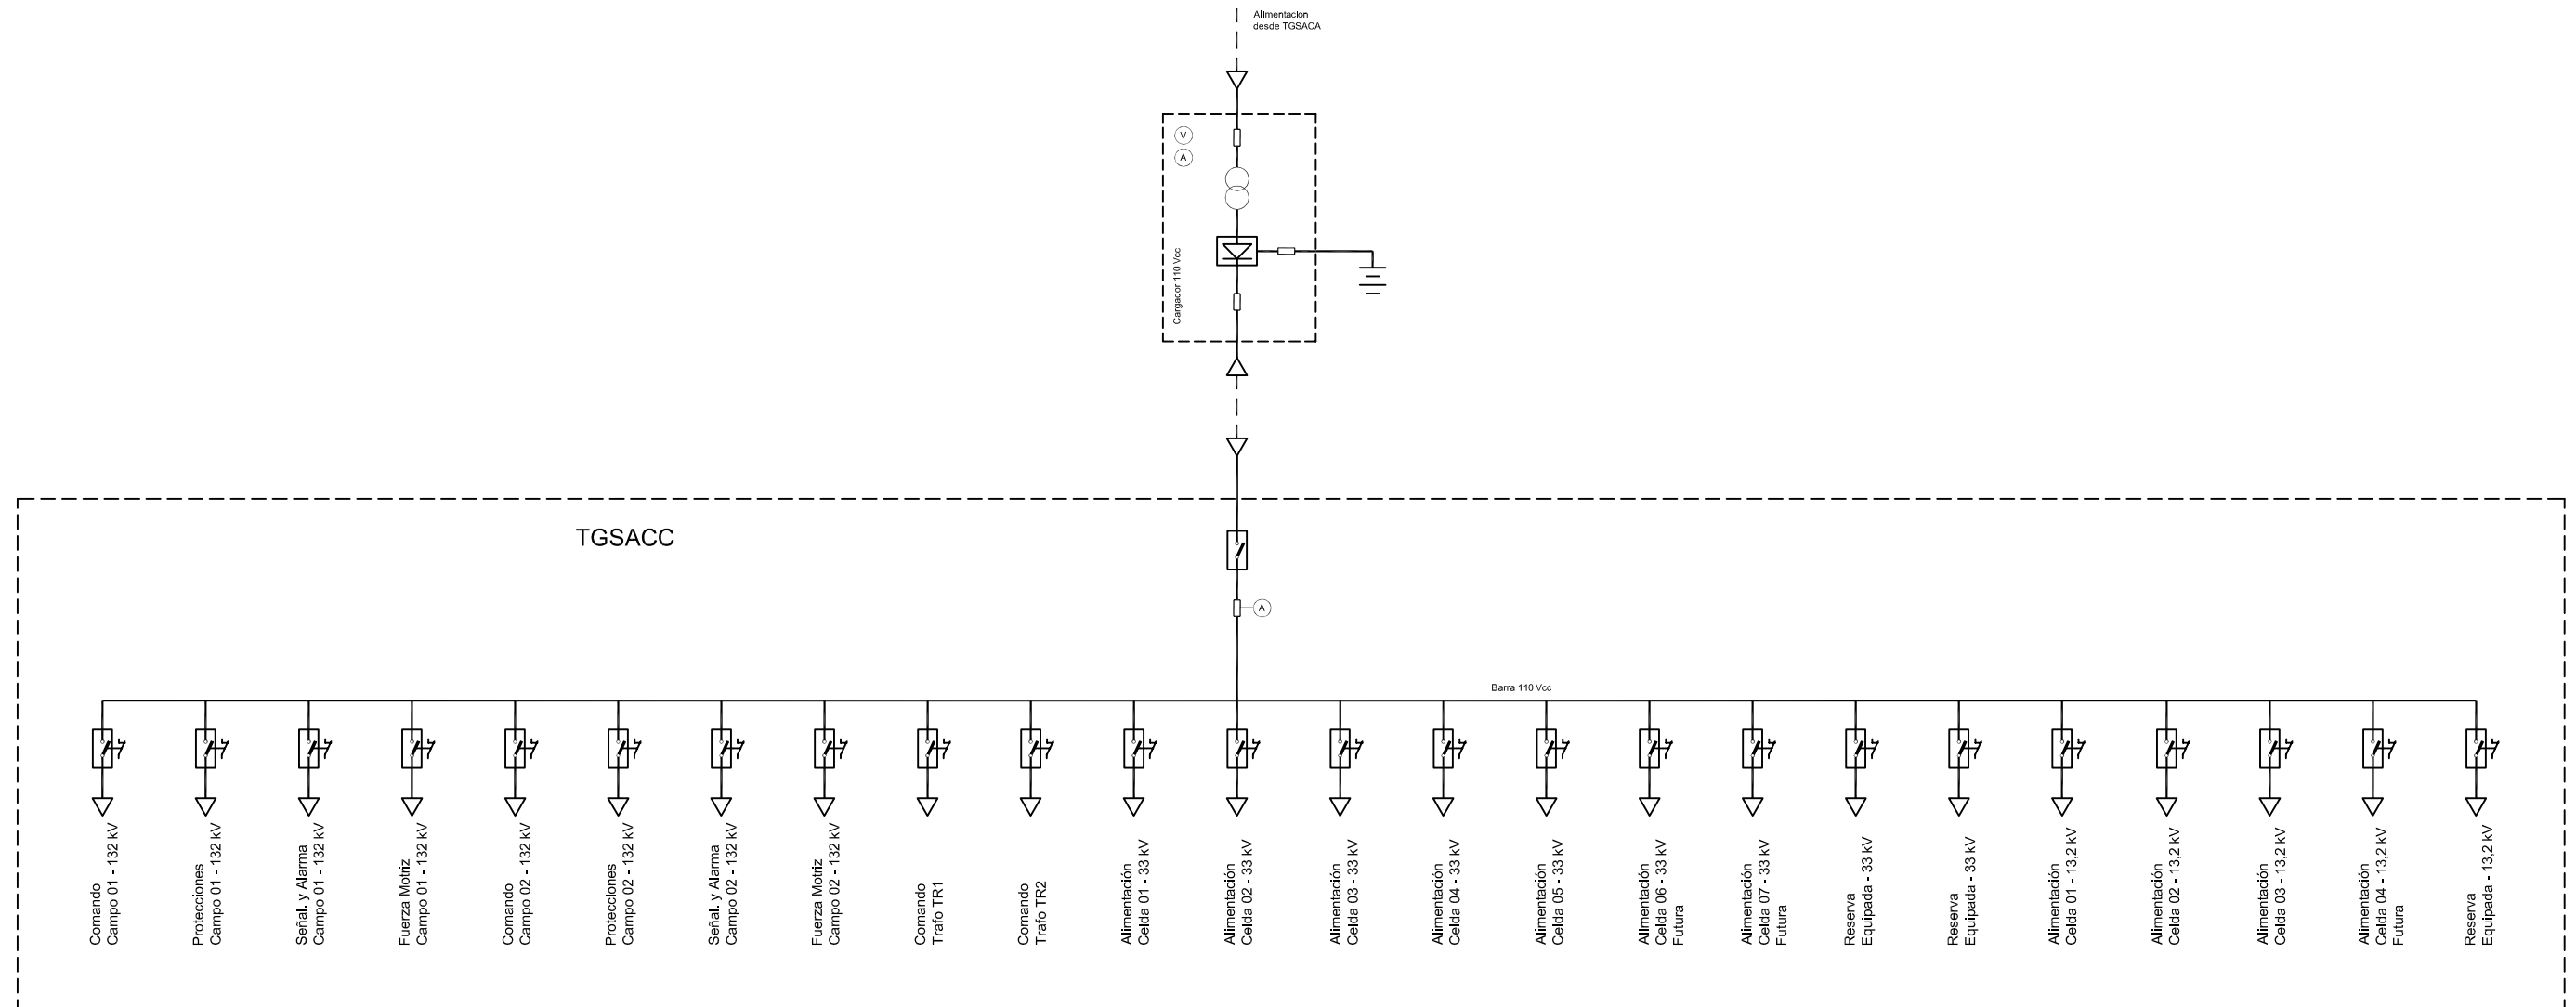 Alimentacion
desde TGSACA
V
A
Cargador 110 Vcc
TGSACC
A
Barra 110 Vcc
Comando
Campo 01 - 132 kV
Protecciones
Campo 01 - 132 kV
Señal. y Alarma
Campo 01 - 132 kV
Fuerza Motriz
Campo 01 - 132 kV
Comando
Campo 02 - 132 kV
Protecciones
Campo 02 - 132 kV
Señal. y Alarma
Campo 02 - 132 kV
Fuerza Motriz
Campo 02 - 132 kV
Comando
Trafo TR1
Comando
Trafo TR2
Alimentación
Celda 01 - 33 kV
Alimentación
Celda 02 - 33 kV
Alimentación
Celda 03 - 33 kV
Alimentación
Celda 04 - 33 kV
Alimentación
Celda 05 - 33 kV
Alimentación
Celda 06 - 33 kV
Futura
Alimentación
Celda 07 - 33 kV
Futura
Reserva
Equipada - 33 kV
Reserva
Equipada - 33 kV
Alimentación
Celda 01 - 13,2 kV
Alimentación
Celda 02 - 13,2 kV
Alimentación
Celda 03 - 13,2 kV
Alimentación
Celda 04 - 13,2 kV
Futura
Reserva
Equipada - 13,2 kV